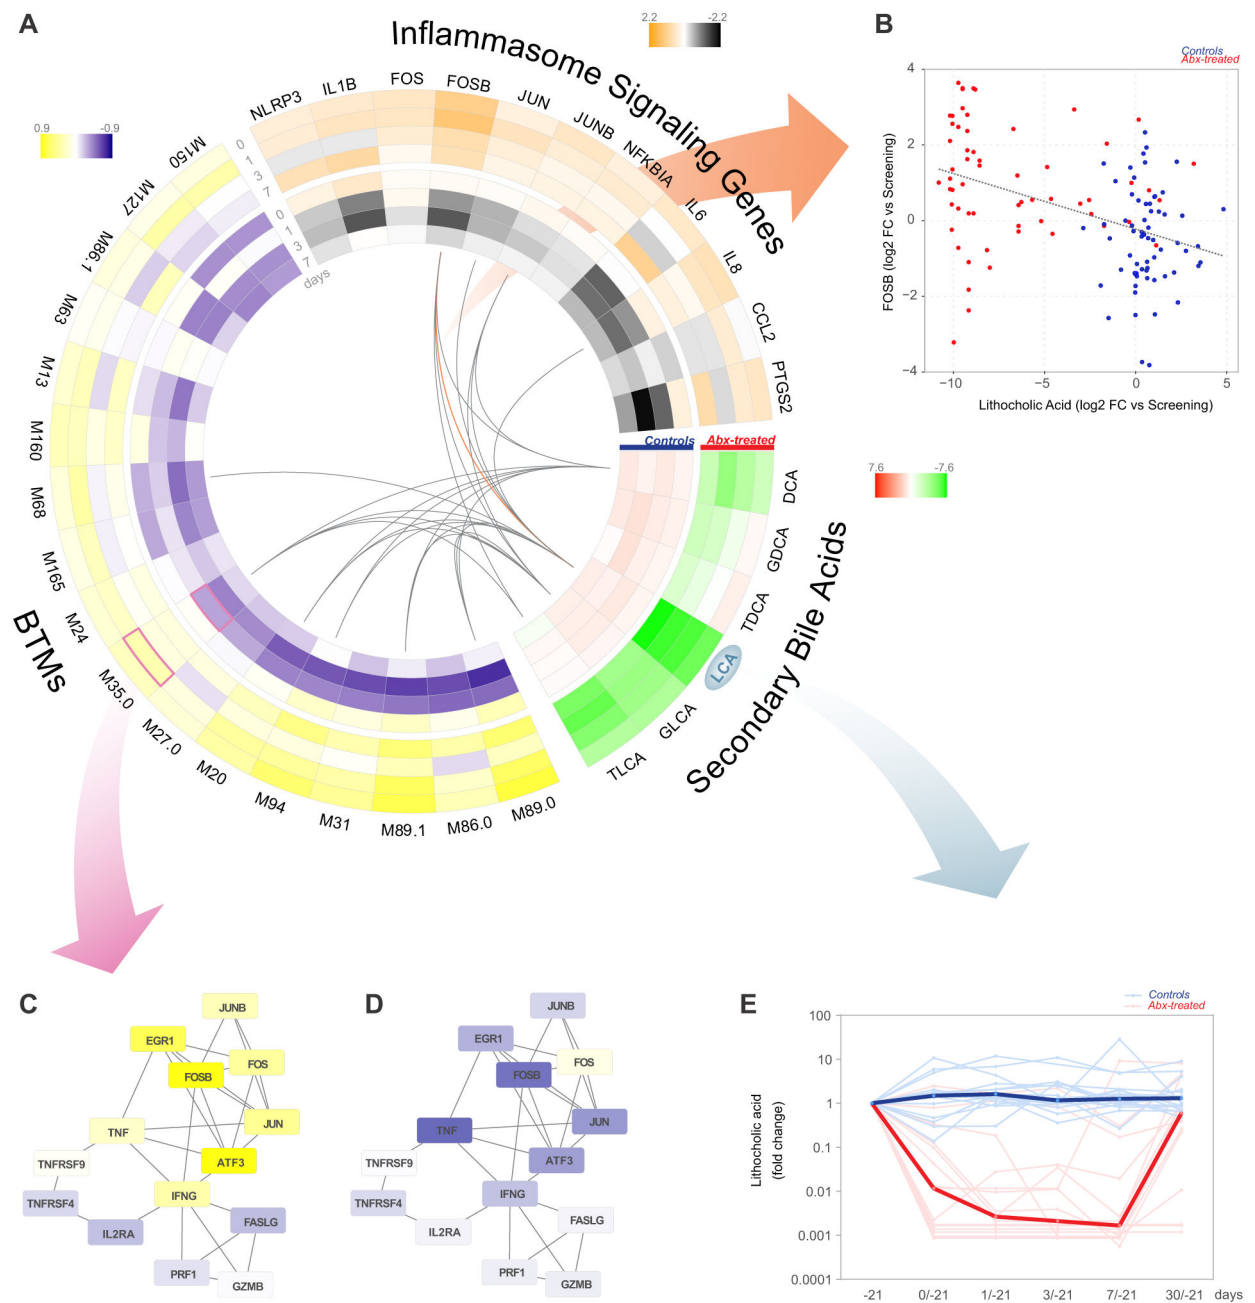 A
Inflammasome Signaling Genes
2.2
-2.2
0.9
-0.9
NLRP3
IL1B
FOS
FOSB
JUN
JUNB
NFKBIA
IL6
IL8
CCL2
PTGS2
0
1
3
7
0
1
3
7
days
M150
M127
M86.1
M63
M13
M160
M68
M165
M24
M35.0
M27.0
M20
M94
M31
M89.1
M86.0
M89.0
BTMs
Controls
Abx-treated
7.6
-7.6
DCA
GDCA
TDCA
LCA
GLCA
TLCA
Secondary Bile Acids
B
Controls
Abx-treated
FOSB (log2 FC vs Screening)
4
2
0
−2
−4
−10
−5
0
5
Lithocholic Acid (log2 FC vs Screening)
C
JUNB
EGR1
FOS
FOSB
JUN
TNF
ATF3
TNFRSF9
IFNG
TNFRSF4
FASLG
IL2RA
PRF1
GZMB
D
JUNB
EGR1
FOS
FOSB
JUN
TNF
ATF3
TNFRSF9
IFNG
TNFRSF4
FASLG
IL2RA
PRF1
GZMB
E
Controls
Abx-treated
Lithocholic acid
(fold change)
100
10
1
0.1
0.01
0.001
0.0001
-21
0/-21
1/-21
3/-21
7/-21
30/-21
days